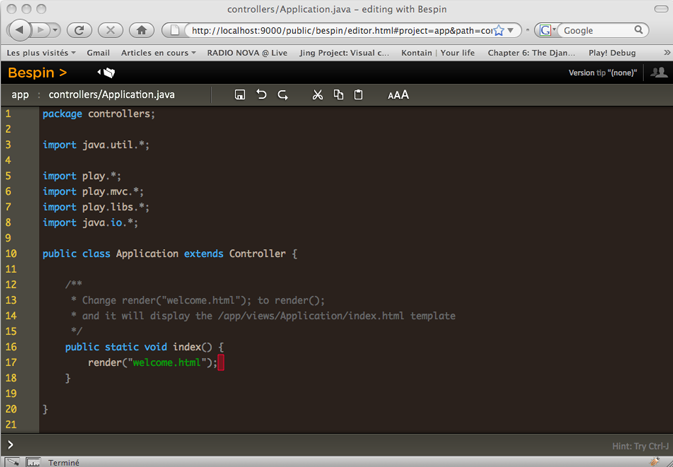 controllers/Application.java – editing with Bespin
http://localhost:9000/public/bespin/editor.html#project=app&path=con
Google
Les plus visités
Gmail
Articles en cours
RADIO NOVA @ Live
Jing Project: Visual c...
Kontain | Your life
Chapter 6: The Djan...
Play! Debug
»
Bespin >
Version tip "(none)"
app : controllers/Application.java
AAA
1 package controllers;
2
3 import java.util.*;
4
5 import play.*;
6 import play.mvc.*;
7 import play.libs.*;
8 import java.io.*;
9
10 public class Application extends Controller {
11
12 /**
13 * Change render("welcome.html"); to render();
14 * and it will display the /app/views/Application/index.html template
15 */
16 public static void index() {
17 render("welcome.html");
18 }
19
20 }
21
>
Hint: Try Ctrl-J
Terminé